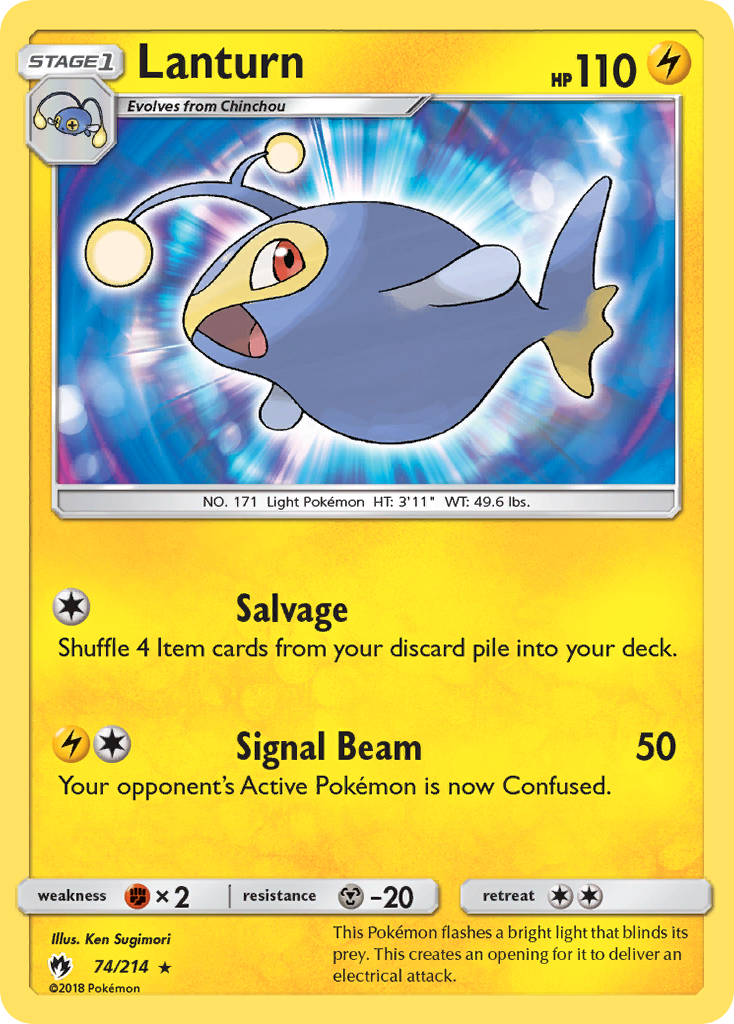 STAGE1
Lanturn
HP 110
Evolves from Chinchou
NO. 171 Light Pokémon HT: 3'11" WT: 49.6 lbs.
Salvage
Shuffle 4 Item cards from your discard pile into your deck.
Signal Beam 50
Your opponent's Active Pokémon is now Confused.
weakness ×2 resistance -20 retreat
Illus. Ken Sugimori
74/214 ★
©2018 Pokémon
This Pokémon flashes a bright light that blinds its
prey. This creates an opening for it to deliver an
electrical attack.